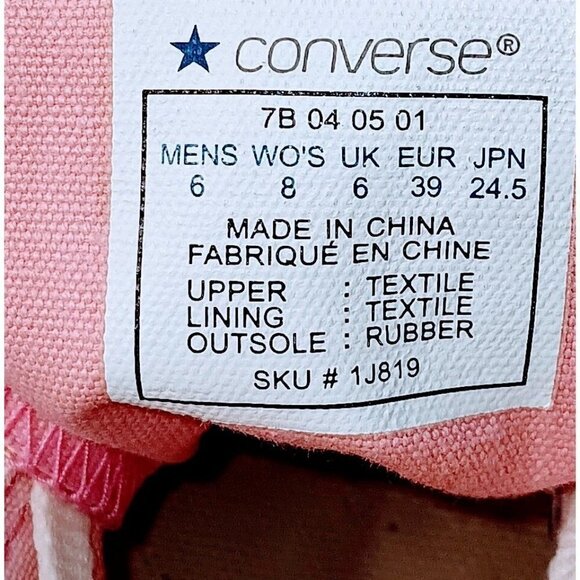 ★ converse®
7B 04 05 01
MENS WO'S UK EUR JPN
6 8 6 39 24.5
MADE IN CHINA
FABRIQUÉ EN CHINE
UPPER : TEXTILE
LINING : TEXTILE
OUTSOLE : RUBBER
SKU # 1J819